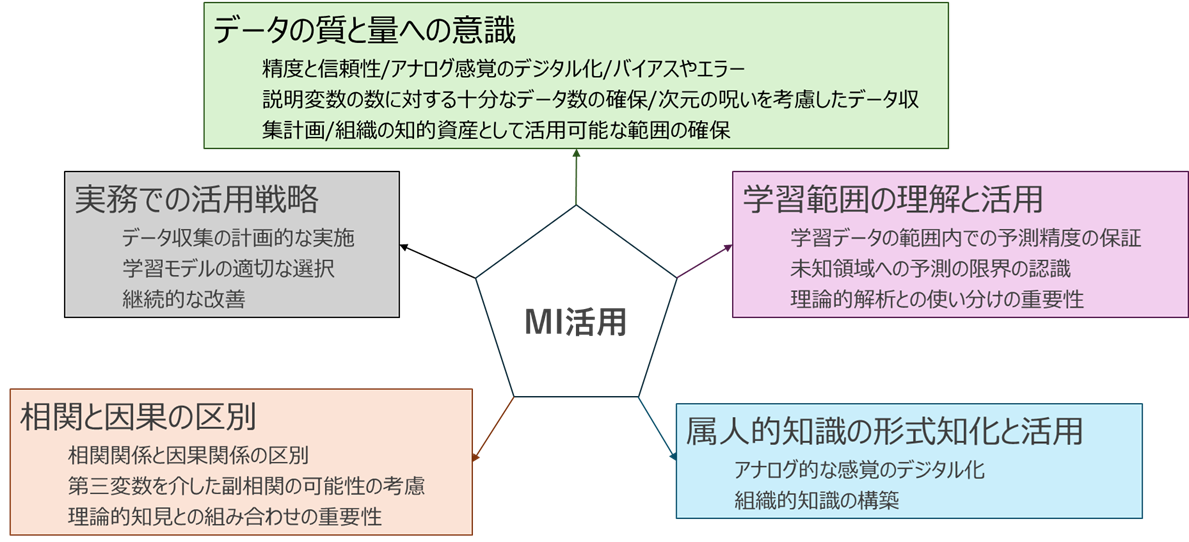 データの質と量への意識
精度と信頼性/アナログ感覚のデジタル化/バイアスやエラー
説明変数の数に対する十分なデータ数の確保/次元の呪いを考慮したデータ収
集計画/組織の知的資産として活用可能な範囲の確保
実務での活用戦略
データ収集の計画的な実施
学習モデルの適切な選択
継続的な改善
学習範囲の理解と活用
学習データの範囲内での予測精度の保証
未知領域への予測の限界の認識
理論的解析との使い分けの重要性
MI活用
相関と因果の区別
相関関係と因果関係の区別
第三変数を介した副相関の可能性の考慮
理論的知見との組み合わせの重要性
属人的知識の形式知化と活用
アナログ的な感覚のデジタル化
組織的知識の構築